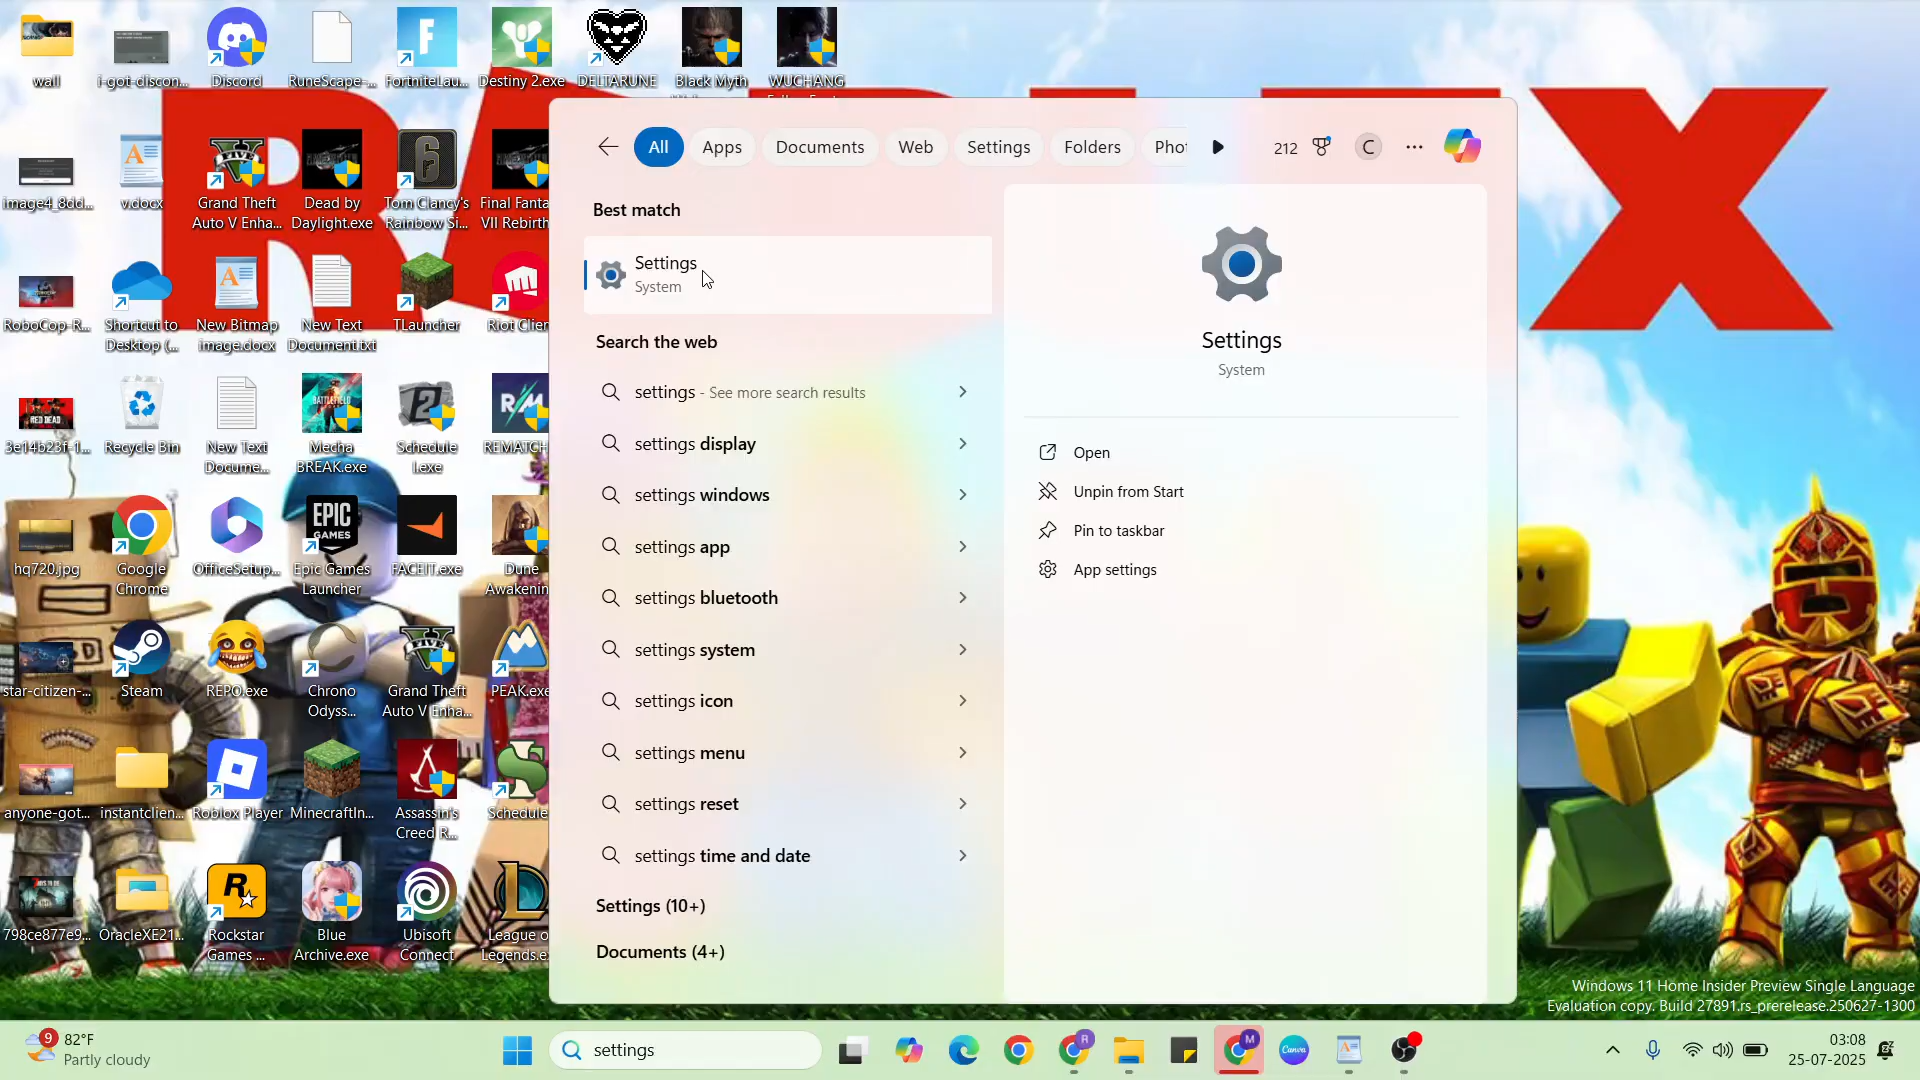 wall
i-got-discon...
Discord
RuneScape-...
FortniteLau...
Destiny 2.exe
DELTARUNE
Black Myth
WUCHANG
All
Apps
Documents
Web
Settings
Folders
212
C
...
Best match
Settings
System
Search the web
settings - See more search results
settings display
settings windows
settings app
settings bluetooth
settings system
settings icon
settings menu
settings reset
settings time and date
Settings (10+)
Documents (4+)
Settings
System
Open
Unpin from Start
Pin to taskbar
App settings
image4_8dd...
v.docx
Grand Theft
Auto V Enha...
Dead by
Daylight.exe
Tom Clancy's
Rainbow Si...
Final Fanta
VII Rebirth
RoboCop-R...
Shortcut to
Desktop (...
New Bitmap
image.docx
New Text
Document.txt
TLauncher
Riot Clien
3e14b23f-1...
Recycle Bin
New Text
Docume...
Mecha
BREAK.exe
Schedule
I.exe
REMATCH
hq720.jpg
Google
Chrome
OfficeSetup...
Epic Games
Launcher
FACEIT.exe
Dune
Awakenin
star-citizen-...
Steam
REPO.exe
Chrono
Odyss...
Grand Theft
Auto V Enha...
PEAK.exe
anyone-got...
instantclien...
Roblox Player
MinecraftIn...
Assassin's
Creed R...
Schedule
798ce877e9...
OracleXE21...
Rockstar
Games ...
Blue
Archive.exe
Ubisoft
Connect
League o
Legends.e
Windows 11 Home Insider Preview Single Language
Evaluation copy. Build 27891.rs_prerelease.250627-1300
9
82°F
Partly cloudy
settings
03:08
25-07-2025